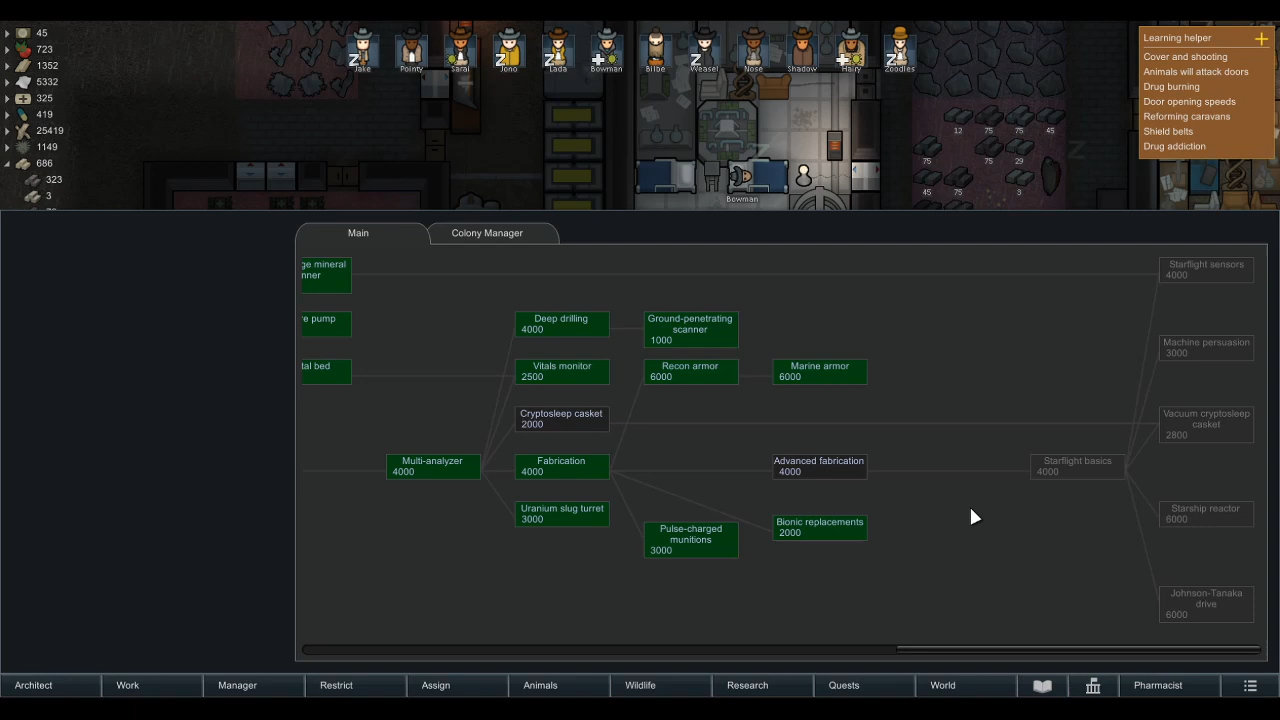 45
723
1352
5332
325
419
25419
1149
686
323
3
Jake
Pointy
Sarai
Jono
Lada
Bowman
Bilbe
Weasel
Nose
Shadow
Hairy
Zoodles
Z
Z
Z
Z
Z
Learning helper
Cover and shooting
Animals will attack doors
Drug burning
Door opening speeds
Reforming caravans
Shield belts
Drug addiction
12
75
75
45
75
75
29
45
75
3
Bowman
Main
Colony Manager
ge mineral
nner
e pump
tal bed
Multi-analyzer
4000
Deep drilling
4000
Vitals monitor
2500
Cryptosleep casket
2000
Fabrication
4000
Uranium slug turret
3000
Ground-penetrating
scanner
1000
Recon armor
6000
Pulse-charged
munitions
3000
Marine armor
6000
Advanced fabrication
4000
Bionic replacements
2000
Starflight basics
4000
Starflight sensors
4000
Machine persuasion
3000
Vacuum cryptosleep
casket
2800
Starship reactor
6000
Johnson-Tanaka
drive
6000
Architect
Work
Manager
Restrict
Assign
Animals
Wildlife
Research
Quests
World
Pharmacist